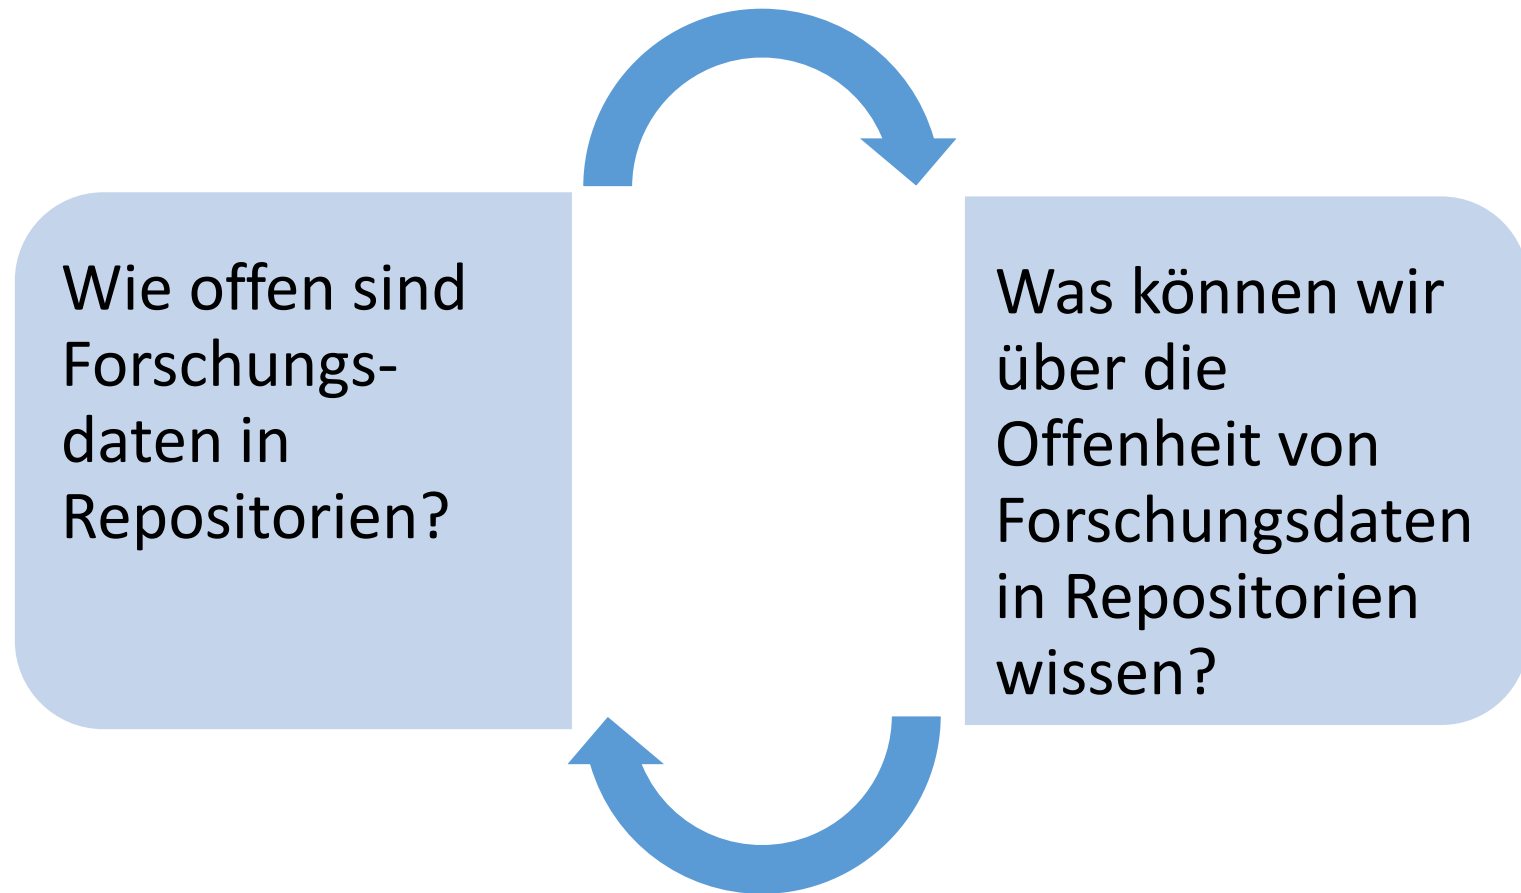 Wie offen sind
Forschungs-
daten in
Repositorien?
Was können wir
über die
Offenheit von
Forschungsdaten
in Repositorien
wissen?